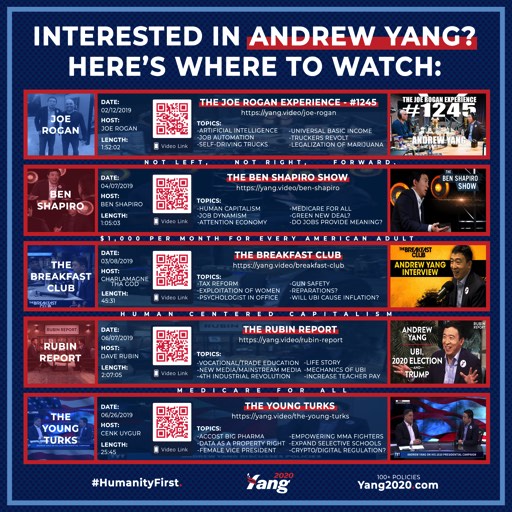 INTERESTED IN ANDREW YANG?
HERE'S WHERE TO WATCH:
JOE
ROGAN
DATE:
02/12/2019
HOST:
JOE ROGAN
LENGTH:
1:52:02
Video Link
THE JOE ROGAN EXPERIENCE - #1245
https://yang.video/joe-rogan
TOPICS:
-ARTIFICIAL INTELLIGENCE
-JOB AUTOMATION
-SELF-DRIVING TRUCKS
-UNIVERSAL BASIC INCOME
-TRUCKERS REVOLT
-LEGALIZATION OF MARIJUANA
THE JOE ROGAN EXPERIENCE
#1245
ANDREW YANG
NOT LEFT, NOT RIGHT, FORWARD.
BEN
SHAPIRO
DATE:
04/07/2019
HOST:
BEN SHAPIRO
LENGTH:
1:05:03
Video Link
THE BEN SHAPIRO SHOW
https://yang.video/ben-shapiro
TOPICS:
-HUMAN CAPITALISM
-JOB DYNAMISM
-ATTENTION ECONOMY
-MEDICARE FOR ALL
-GREEN NEW DEAL?
-DO JOBS PROVIDE MEANING?
THE
BEN SHAPIRO
SHOW
$1,000 PER MONTH FOR EVERY AMERICAN ADULT
THE
BREAKFAST
CLUB
DATE:
03/08/2019
HOST:
CHARLAMAGNE
THA GOD
LENGTH:
45:31
Video Link
THE BREAKFAST CLUB
https://yang.video/breakfast-club
TOPICS:
-TAX REFORM
-EXPLOITATION OF WOMEN
-PSYCHOLOGIST IN OFFICE
-GUN SAFETY
-REPARATIONS?
-WILL UBI CAUSE INFLATION?
THE BREAKFAST
CLUB
ANDREW YANG
INTERVIEW
HUMAN CENTERED CAPITALISM
RUBIN REPORT
RUBIN
REPORT
DATE:
08/07/2019
HOST:
DAVE RUBIN
LENGTH:
2:07:05
Video Link
THE RUBIN REPORT
https://yang.video/rubin-report
TOPICS:
-VOCATIONAL/TRADE EDUCATION
-NEW MEDIA/MAINSTREAM MEDIA
-4TH INDUSTRIAL REVOLUTION
-LIFE STORY
-MECHANICS OF UBI
-INCREASE TEACHER PAY
ANDREW
YANG
RUBIN
REPORT
UBI,
2020 ELECTION
AND
TRUMP
MEDICARE FOR ALL
THE
YOUNG
TURKS
DATE:
06/26/2019
HOST:
CENK UYGUR
LENGTH:
25:45
Video Link
THE YOUNG TURKS
https://yang.video/the-young-turks
TOPICS:
-ACCOST BIG PHARMA
-DATA AS A PROPERTY RIGHT
-FEMALE VICE PRESIDENT
-EMPOWERING MMA FIGHTERS
-EXPAND SELECTIVE SCHOOLS
-CRYPTO/DIGITAL REGULATION?
#HumanityFirst
Yang
2020
100+ POLICIES
Yang2020 com